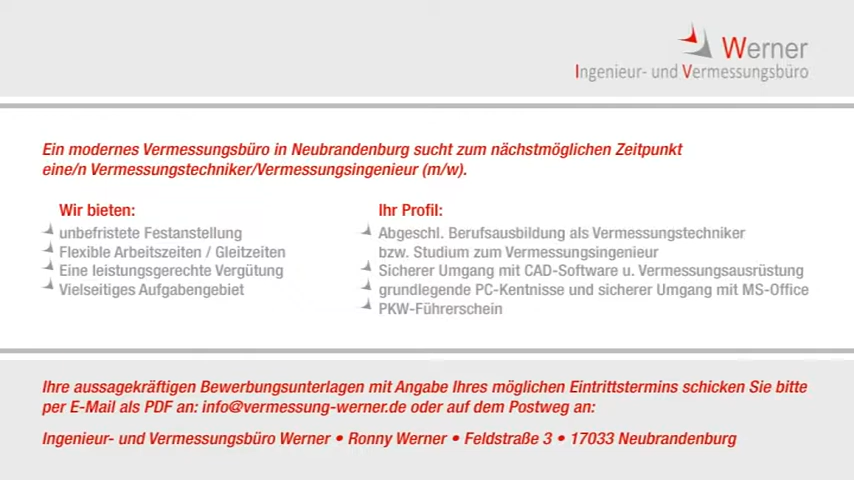 Werner
Ingenieur- und Vermessungsbüro
Ein modernes Vermessungsbüro in Neubrandenburg sucht zum nächstmöglichen Zeitpunkt
eine/n Vermessungstechniker/Vermessungsingenieur (m/w).
Wir bieten:
unbefristete Festanstellung
Flexible Arbeitszeiten / Gleitzeiten
Eine leistungsgerechte Vergütung
Vielseitiges Aufgabengebiet
Ihr Profil:
Abgeschl. Berufsausbildung als Vermessungstechniker
bzw. Studium zum Vermessungsingenieur
Sicherer Umgang mit CAD-Software u. Vermessungsausrüstung
grundlegende PC-Kentnisse und sicherer Umgang mit MS-Office
PKW-Führerschein
Ihre aussagekräftigen Bewerbungsunterlagen mit Angabe Ihres möglichen Eintrittstermins schicken Sie bitte
per E-Mail als PDF an: info@vermessung-werner.de oder auf dem Postweg an:
Ingenieur- und Vermessungsbüro Werner • Ronny Werner • Feldstraße 3 • 17033 Neubrandenburg